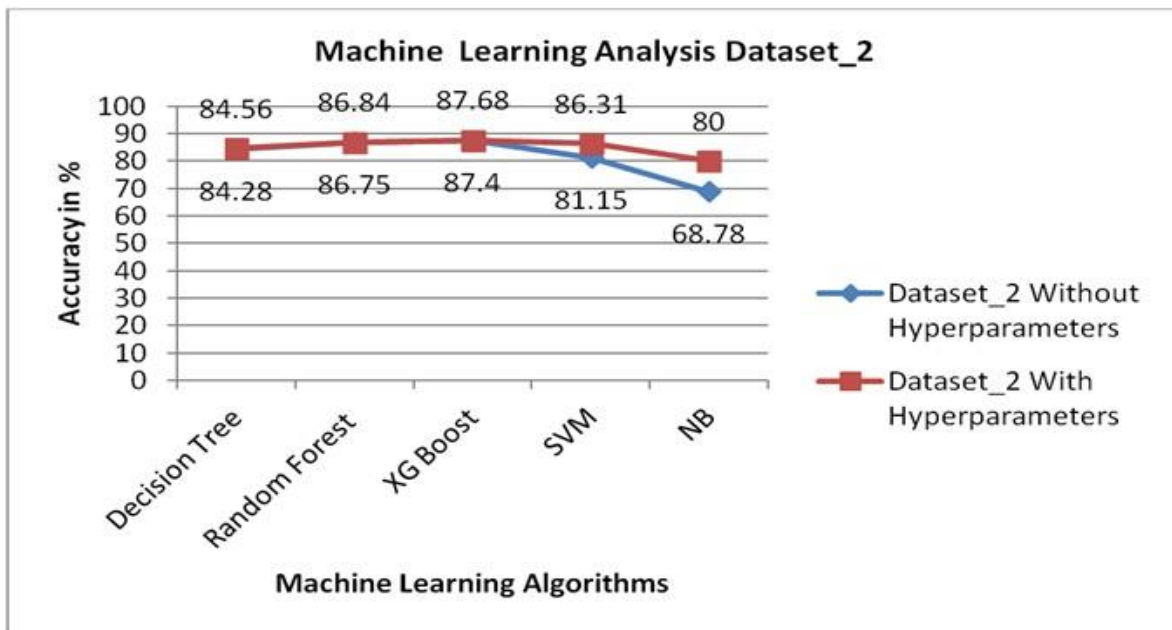 Machine Learning Analysis Dataset_2
84.56 86.84 87.68 86.31 80
84.28 86.75 87.4 81.15 68.78
100
90
80
70
60
50
40
30
20
10
0
Accuracy in %
Decision Tree
Random Forest
XG Boost
SVM
NB
Machine Learning Algorithms
Dataset_2 Without
Hyperparameters
Dataset_2 With
Hyperparameters